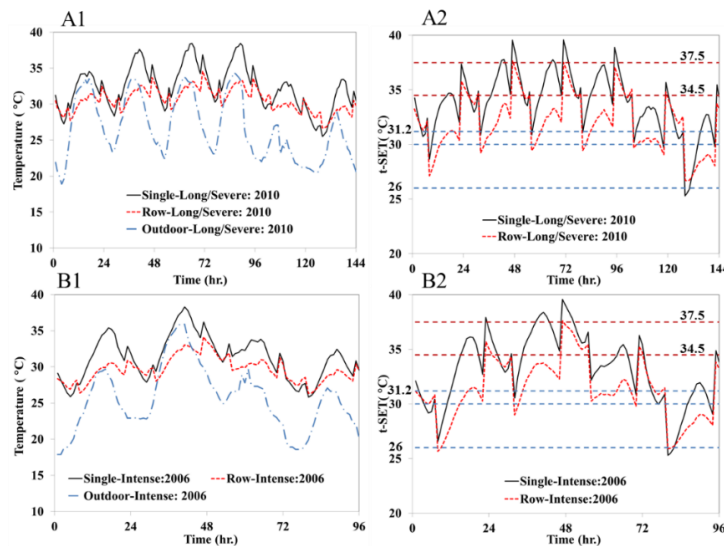 A1
40
35
30
25
20
15
10
Temperature ( °C)
Single-Long/Severe: 2010
Row-Long/Severe: 2010
Outdoor-Long/Severe: 2010
0 24 48 72 96 120 144
Time (hr.)
A2
40
35
31.2
30
26
25
20
t-SET( °C)
37.5
34.5
Single-Long/Severe: 2010
Row-Long/Severe: 2010
0 24 48 72 96 120 144
Time (hr.)
B1
40
35
30
25
20
15
10
Temperature (°C)
Single-Intense:2006 Row-Intense:2006
Outdoor-Intense: 2006
0 24 48 72 96
Time (hr.)
B2
40
35
31.2
30
26
25
20
t-SET( °C)
37.5
34.5
Single-Intense:2006
Row-Intense:2006
0 24 48 72 96
Time (hr.)